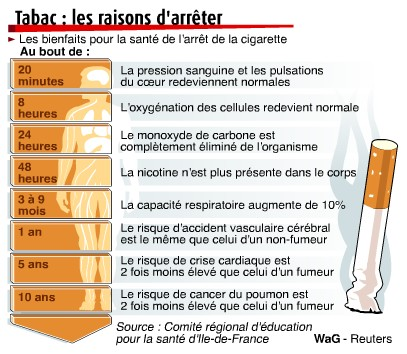 Tabac : les raisons d'arrêter
► Les bienfaits pour la santé de l'arrêt de la cigarette
Au bout de :
20 minutes
La pression sanguine et les pulsations
du cœur redeviennent normales
8 heures
L'oxygénation des cellules redevient normale
24 heures
Le monoxyde de carbone est
complètement éliminé de l'organisme
48 heures
La nicotine n'est plus présente dans le corps
3 à 9 mois
La capacité respiratoire augmente de 10%
1 an
Le risque d'accident vasculaire cérébral
est le même que celui d'un non-fumeur
5 ans
Le risque de crise cardiaque est
2 fois moins élevé que celui d'un fumeur
10 ans
Le risque de cancer du poumon est
2 fois moins élevé que celui d'un fumeur
Source : Comité régional d'éducation
pour la santé d'Ile-de-France
WaG - Reuters